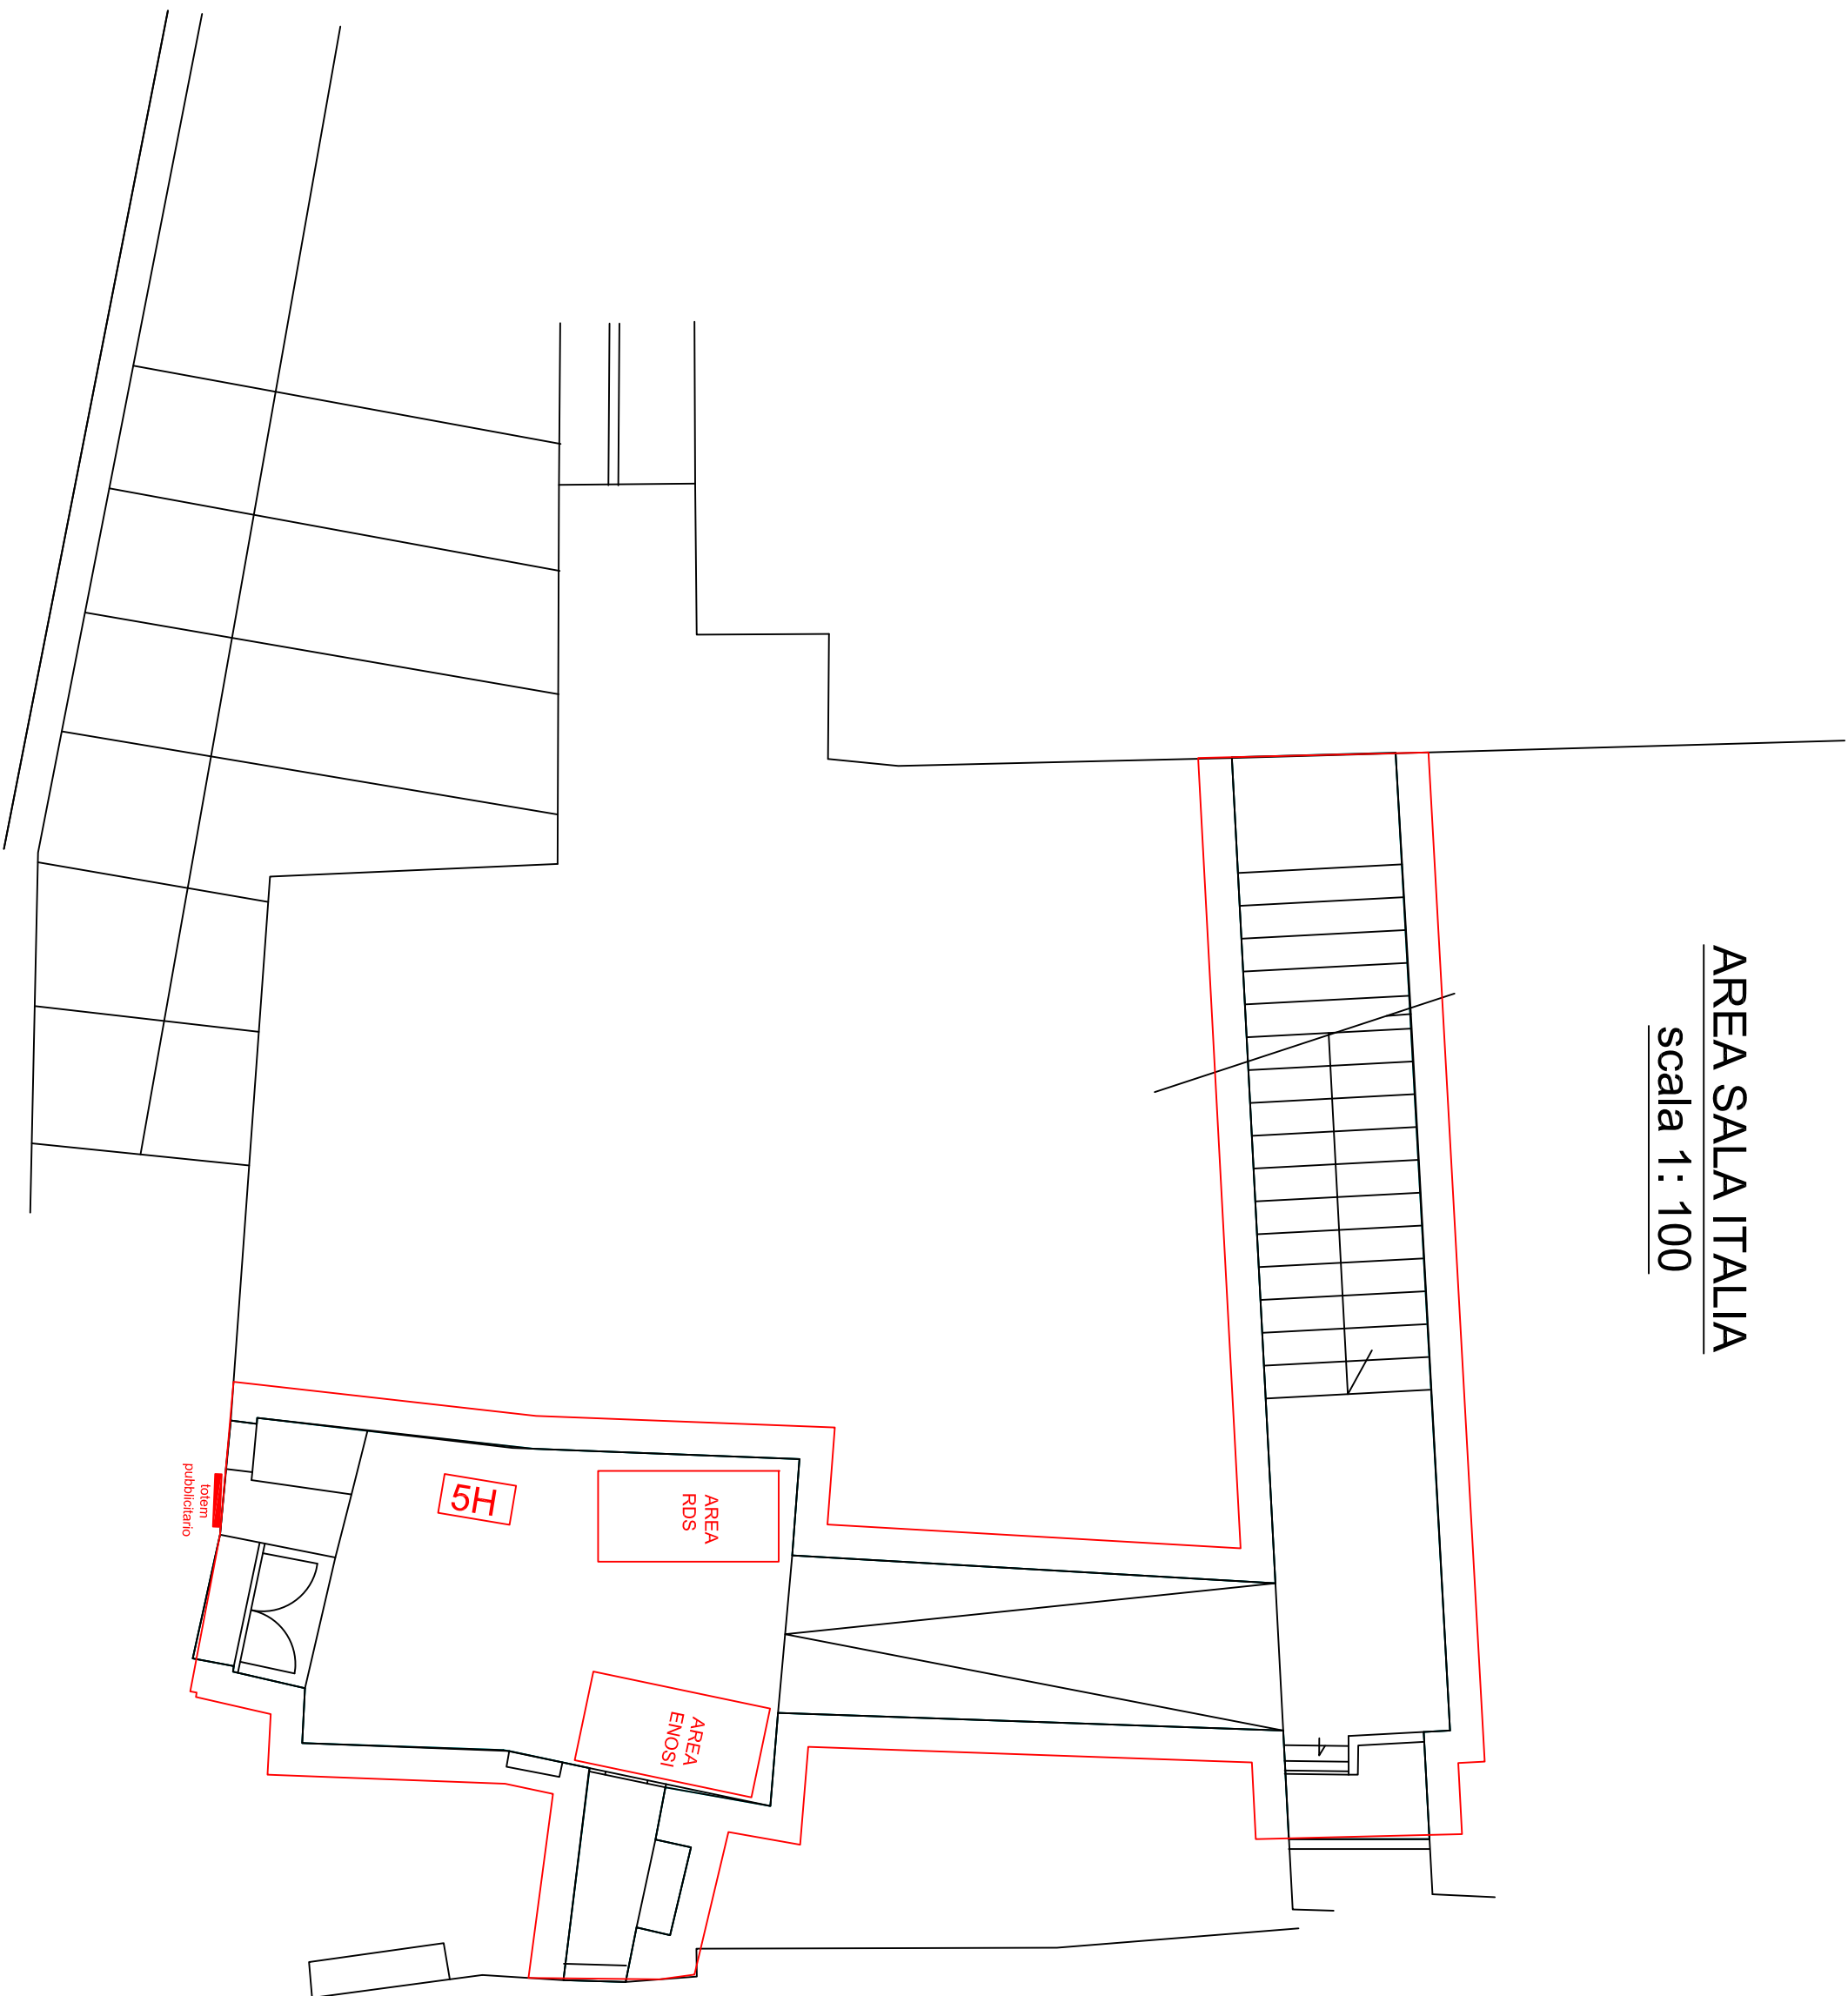 AREA SALA ITALIA
scala 1: 100
AREA
RDS
5H
totem
pubblicitario
AREA
ENOSI